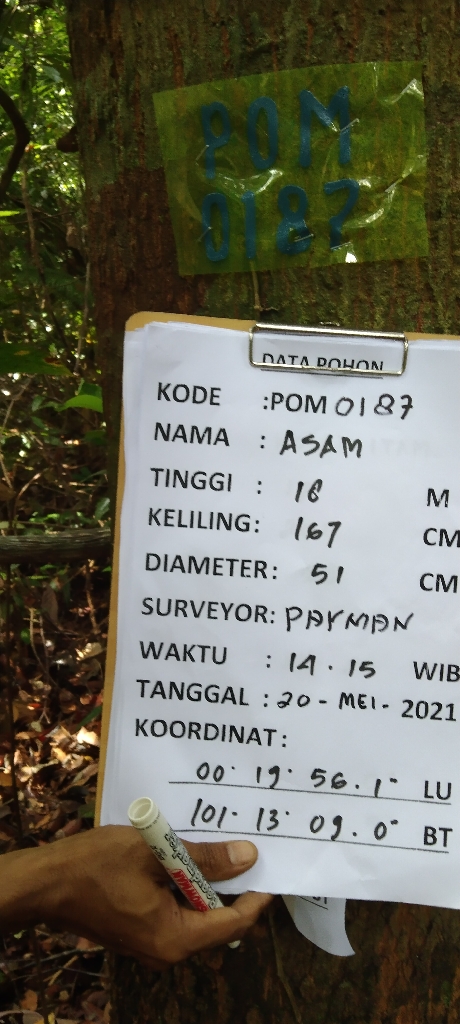 POM
0187
DATA POHON
KODE :POM 0187
NAMA : ASAM
TINGGI : 18 M
KELILING: 167 CM
DIAMETER: 51 CM
SURVEYOR: PAYMAN
WAKTU : 14.15 WIB
TANGGAL : 20-MEI-2021
KOORDINAT:
00° 19' 56.1" LU
101° 13' 09.0" BT